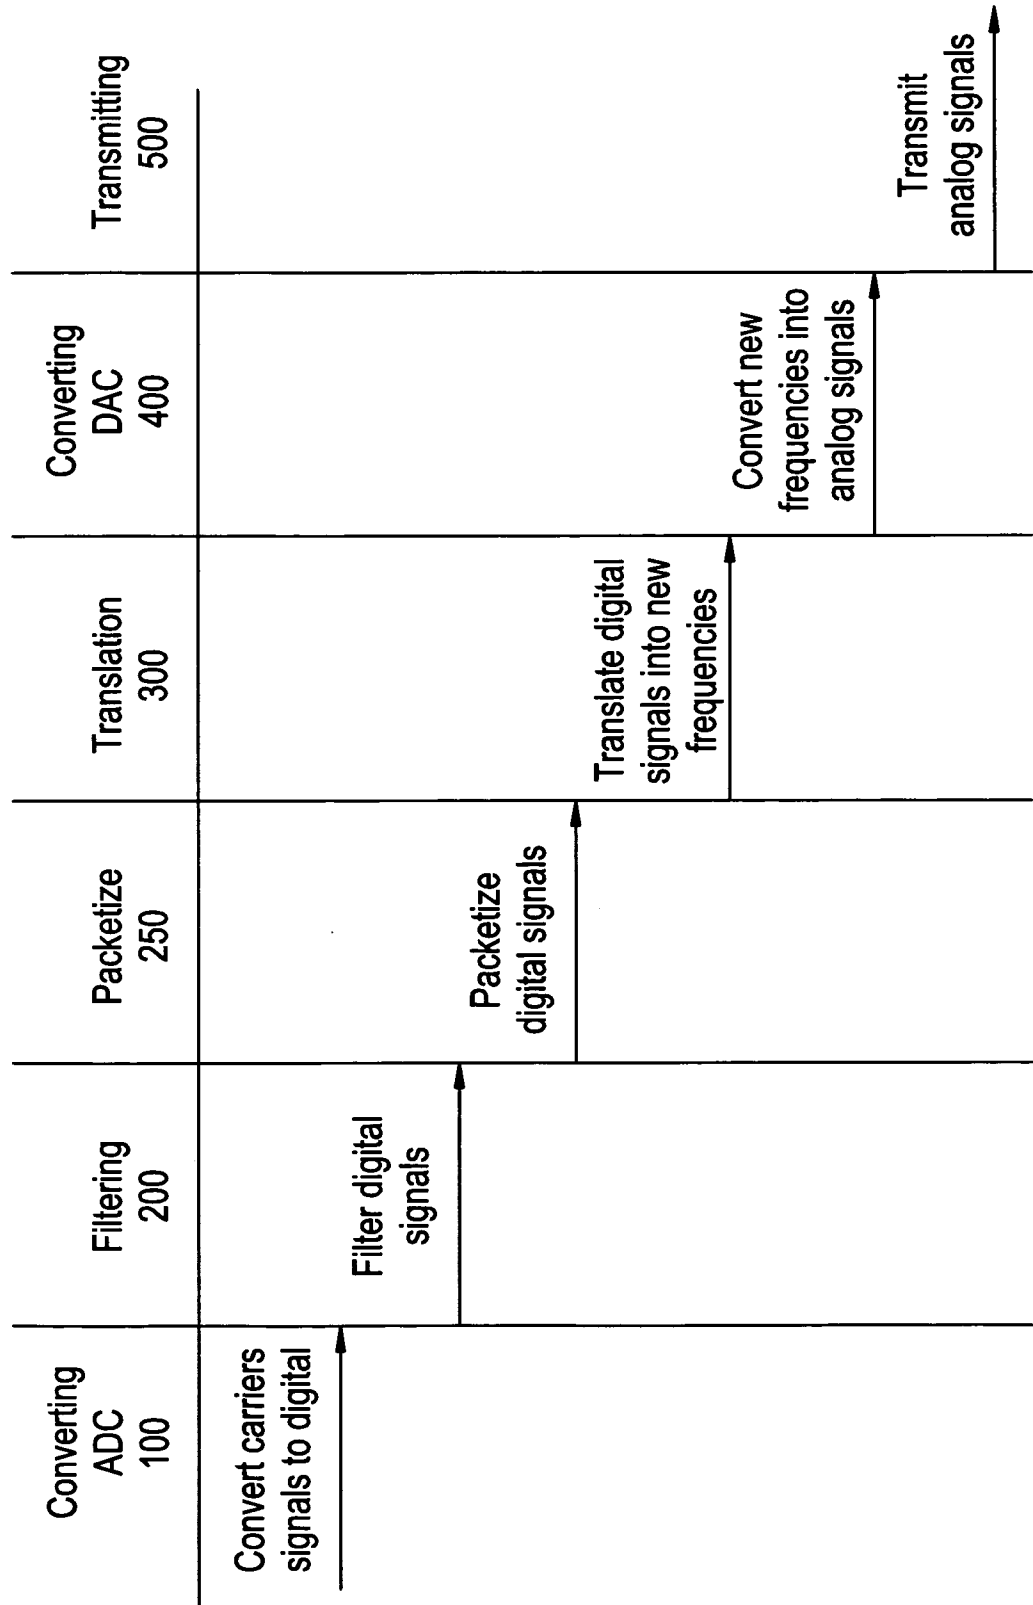 Converting
ADC
100
Filtering
200
Packetize
250
Translation
300
Converting
DAC
400
Transmitting
500
Convert carriers
signals to digital
Filter digital
signals
Packetize
digital signals
Translate digital
signals into new
frequencies
Convert new
frequencies into
analog signals
Transmit
analog signals